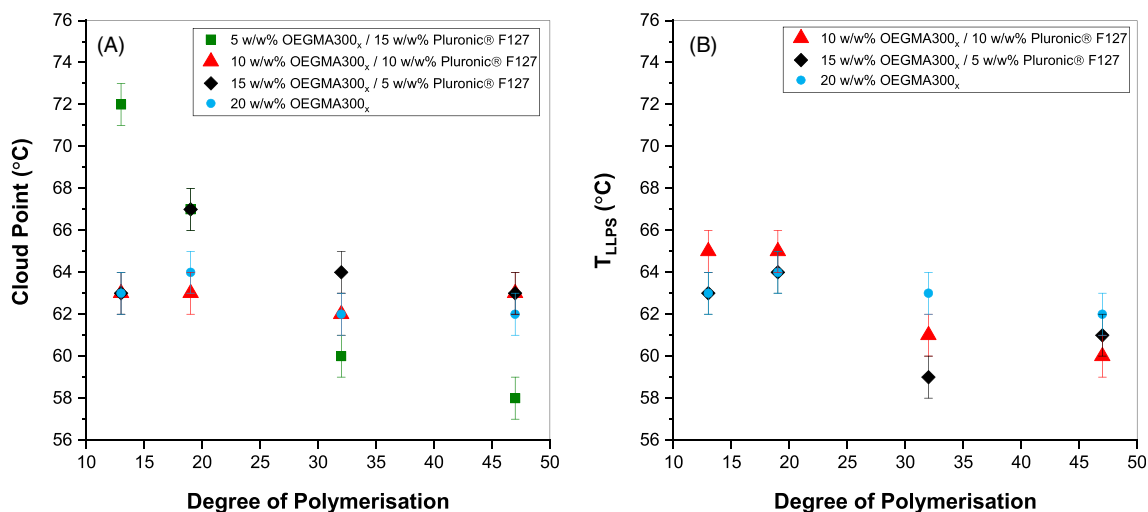 (A)
5 w/w% OEGMA300ₓ / 15 w/w% Pluronic® F127
10 w/w% OEGMA300ₓ / 10 w/w% Pluronic® F127
15 w/w% OEGMA300ₓ / 5 w/w% Pluronic® F127
20 w/w% OEGMA300ₓ
Cloud Point (°C)
76
74
72
70
68
66
64
62
60
58
56
10 15 20 25 30 35 40 45 50
Degree of Polymerisation
(B)
10 w/w% OEGMA300ₓ / 10 w/w% Pluronic® F127
15 w/w% OEGMA300ₓ / 5 w/w% Pluronic® F127
20 w/w% OEGMA300ₓ
T_LLPS (°C)
76
74
72
70
68
66
64
62
60
58
56
10 15 20 25 30 35 40 45 50
Degree of Polymerisation